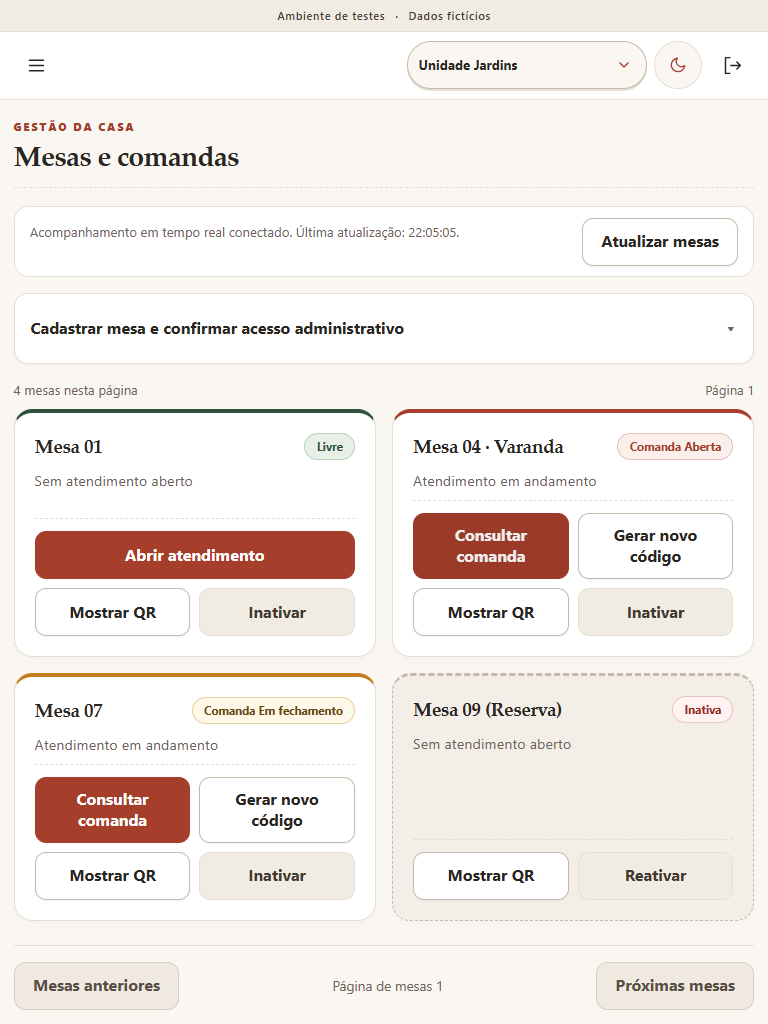 Ambiente de testes · Dados fictícios
Unidade Jardins
GESTÃO DA CASA
Mesas e comandas
Acompanhamento em tempo real conectado. Última atualização: 22:05:05.
Atualizar mesas
Cadastrar mesa e confirmar acesso administrativo
4 mesas nesta página
Página 1
Mesa 01
Livre
Sem atendimento aberto
Abrir atendimento
Mostrar QR
Inativar
Mesa 04 · Varanda
Comanda Aberta
Atendimento em andamento
Consultar
comanda
Gerar novo
código
Mostrar QR
Inativar
Mesa 07
Comanda Em fechamento
Atendimento em andamento
Consultar
comanda
Gerar novo
código
Mostrar QR
Inativar
Mesa 09 (Reserva)
Inativa
Sem atendimento aberto
Mostrar QR
Reativar
Mesas anteriores
Página de mesas 1
Próximas mesas